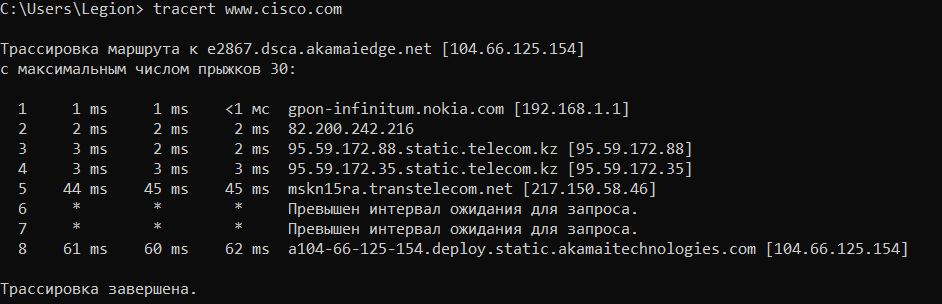 C:\Users\Legion> tracert www.cisco.com
Трассировка маршрута к e2867.dsca.akamaiedge.net [104.66.125.154]
с максимальным числом прыжков 30:
1 1 ms 1 ms <1 мс gpon-infinitum.nokia.com [192.168.1.1]
2 2 ms 2 ms 2 ms 82.200.242.216
3 3 ms 2 ms 2 ms 95.59.172.88.static.telecom.kz [95.59.172.88]
4 3 ms 3 ms 3 ms 95.59.172.35.static.telecom.kz [95.59.172.35]
5 44 ms 45 ms 45 ms mskn15ra.transtelecom.net [217.150.58.46]
6 * * * Превышен интервал ожидания для запроса.
7 * * * Превышен интервал ожидания для запроса.
8 61 ms 60 ms 62 ms a104-66-125-154.deploy.static.akamaitechnologies.com [104.66.125.154]
Трассировка завершена.